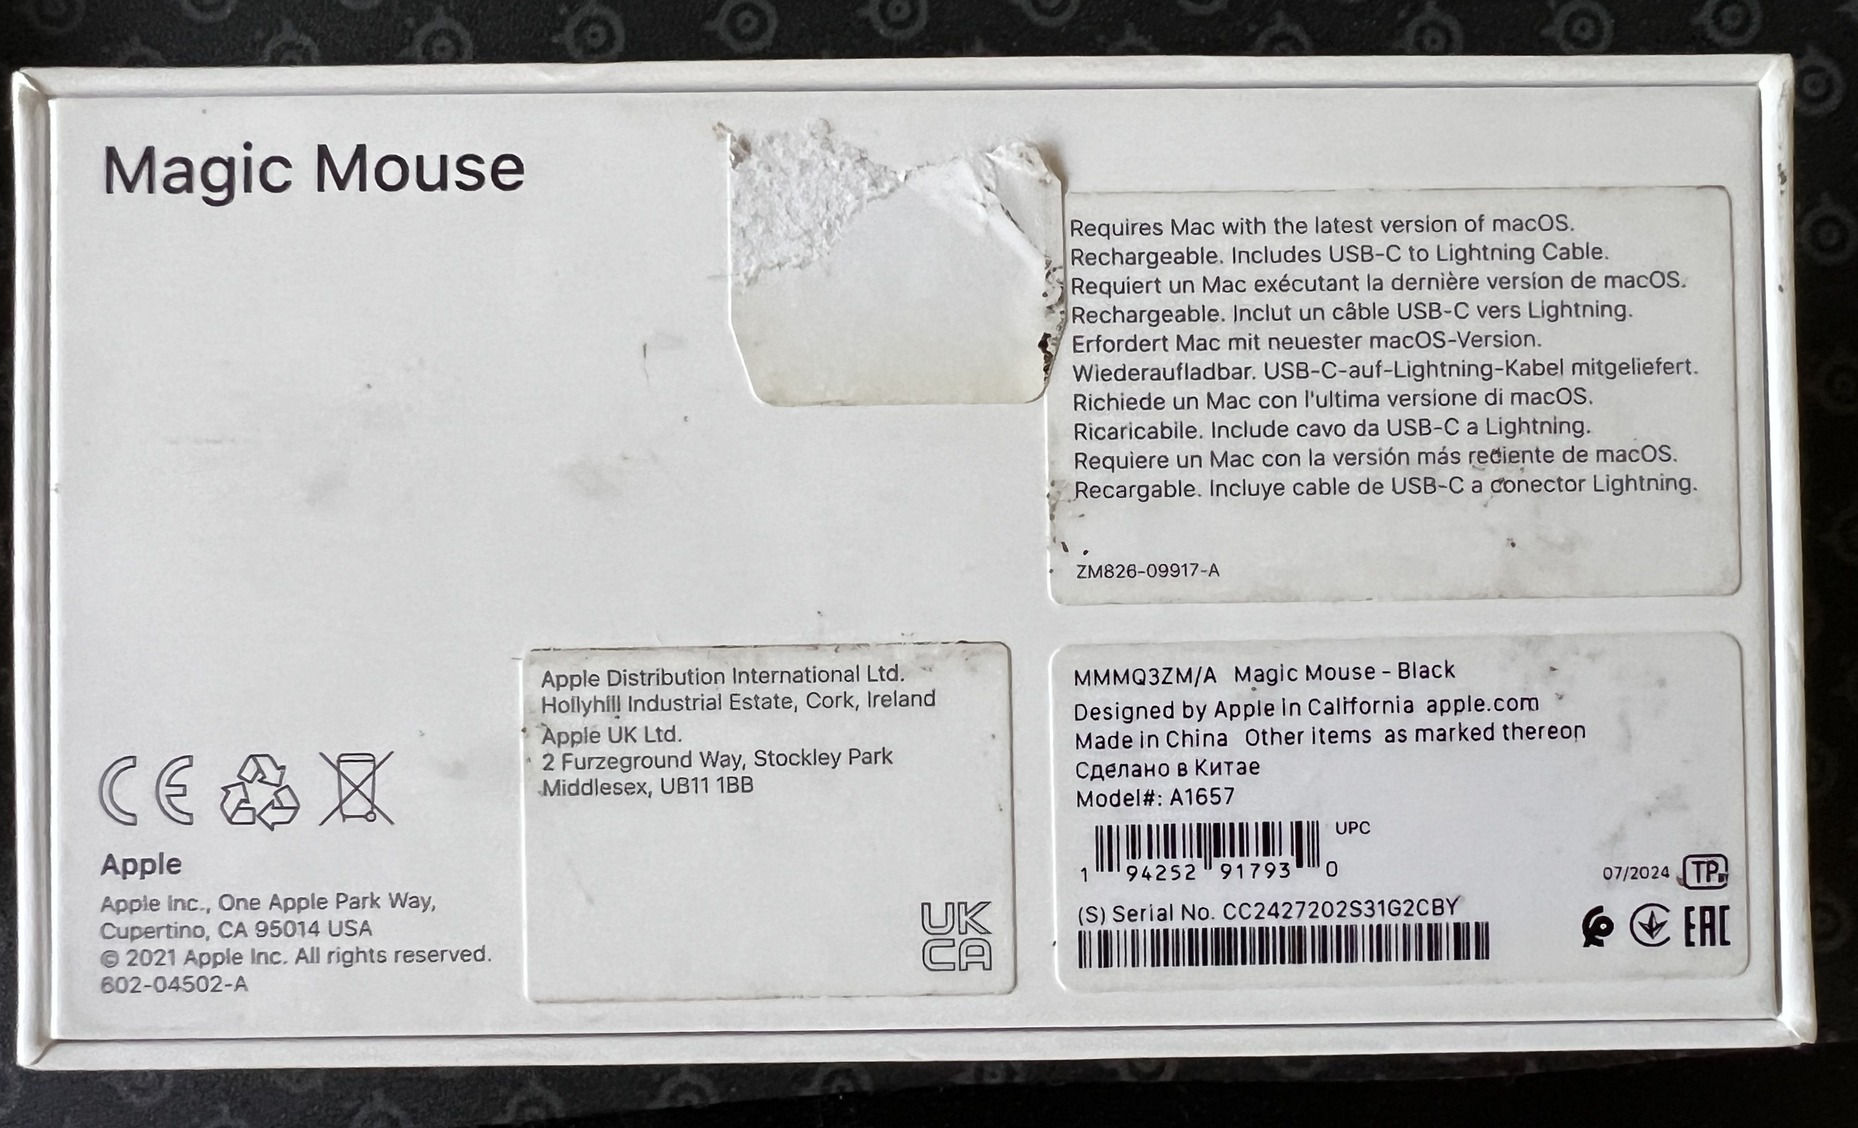 Magic Mouse
Requires Mac with the latest version of macOS.
Rechargeable. Includes USB-C to Lightning Cable.
Requiert un Mac exécutant la dernière version de macOS.
Rechargeable. Inclut un câble USB-C vers Lightning.
Erfordert Mac mit neuester macOS-Version.
Wiederaufladbar. USB-C-auf-Lightning-Kabel mitgeliefert.
Richiede un Mac con l'ultima versione di macOS.
Ricaricabile. Include cavo da USB-C a Lightning.
Requiere un Mac con la versión más reciente de macOS.
Recargable. Incluye cable de USB-C a conector Lightning.
ZM826-09917-A
CE
Apple
Apple Inc., One Apple Park Way,
Cupertino, CA 95014 USA
© 2021 Apple Inc. All rights reserved.
602-04502-A
Apple Distribution International Ltd.
Hollyhill Industrial Estate, Cork, Ireland
Apple UK Ltd.
2 Furzeground Way, Stockley Park
Middlesex, UB11 1BB
UK
CA
MMMQ3ZM/A Magic Mouse - Black
Designed by Apple in California apple.com
Made in China Other items as marked thereon
Сделано в Китае
Model#: A1657
UPC
1 94252 91793 0
07/2024 TP BY
(S) Serial No. CC2427202S31G2CBY
EAC